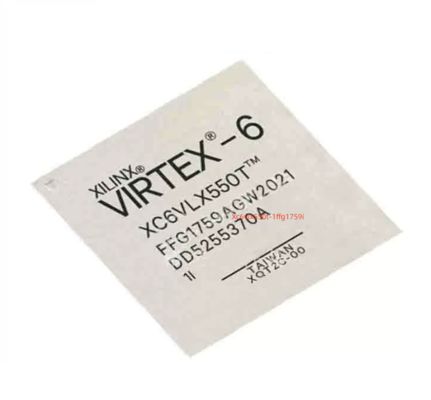 XILINX®
VIRTEX®-6
XC6VLX550T™
FFG1759AGW2021
DD5255370A
1I
TAIWAN